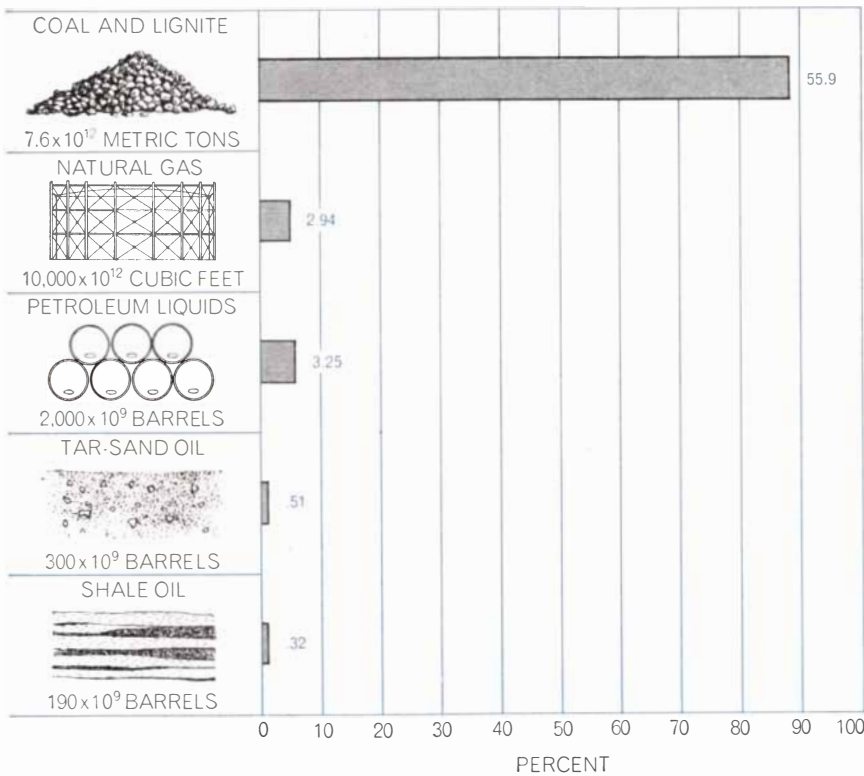 COAL AND LIGNITE
7.6x10¹² METRIC TONS
55.9
NATURAL GAS
10,000x10¹² CUBIC FEET
2.94
PETROLEUM LIQUIDS
2,000x10⁹ BARRELS
3.25
TAR-SAND OIL
300x10⁹ BARRELS
.51
SHALE OIL
190x10⁹ BARRELS
.32
0 10 20 30 40 50 60 70 80 90 100
PERCENT